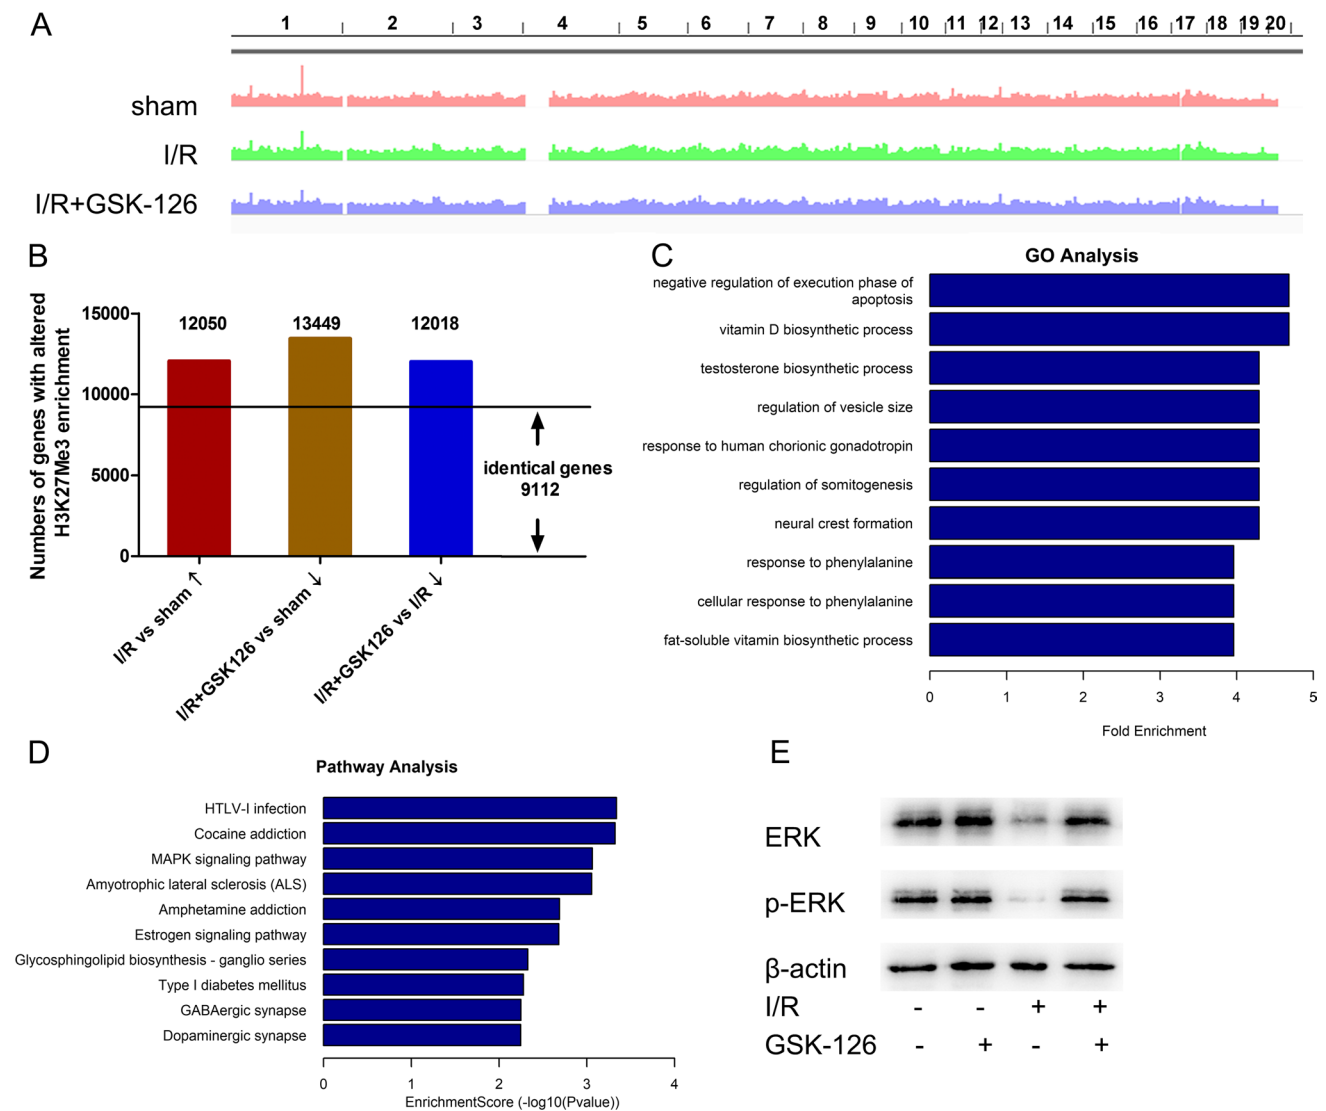 A
1 2 3 4 5 6 7 8 9 10 11 12 13 14 15 16 17 18 19 20
sham
I/R
I/R+GSK-126
B
Numbers of genes with altered
H3K27Me3 enrichment
15000
10000
5000
0
12050 13449 12018
identical genes
9112
I/R vs sham ↑
I/R+GSK126 vs sham ↓
I/R+GSK126 vs I/R ↓
C
GO Analysis
negative regulation of execution phase of
apoptosis
vitamin D biosynthetic process
testosterone biosynthetic process
regulation of vesicle size
response to human chorionic gonadotropin
regulation of somitogenesis
neural crest formation
response to phenylalanine
cellular response to phenylalanine
fat-soluble vitamin biosynthetic process
0 1 2 3 4 5
Fold Enrichment
D
Pathway Analysis
HTLV-I infection
Cocaine addiction
MAPK signaling pathway
Amyotrophic lateral sclerosis (ALS)
Amphetamine addiction
Estrogen signaling pathway
Glycosphingolipid biosynthesis - ganglio series
Type I diabetes mellitus
GABAergic synapse
Dopaminergic synapse
0 1 2 3 4
EnrichmentScore (-log10(Pvalue))
E
ERK
p-ERK
β-actin
I/R - - + +
GSK-126 - + - +